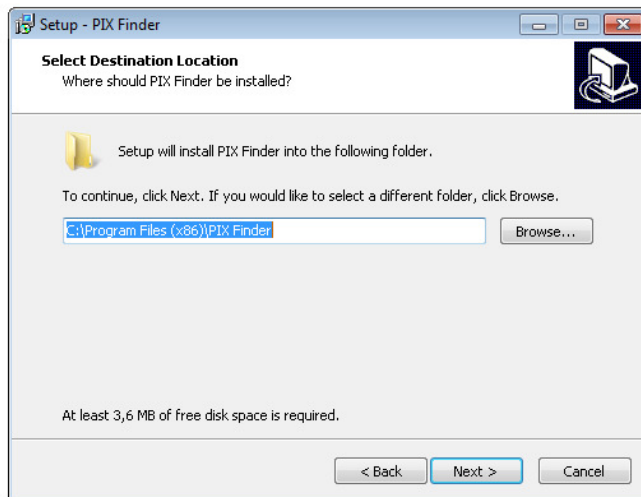 Setup - PIX Finder
Select Destination Location
Where should PIX Finder be installed?
Setup will install PIX Finder into the following folder.
To continue, click Next. If you would like to select a different folder, click Browse.
C:\Program Files (x86)\PIX Finder
Browse...
At least 3,6 MB of free disk space is required.
< Back
Next >
Cancel